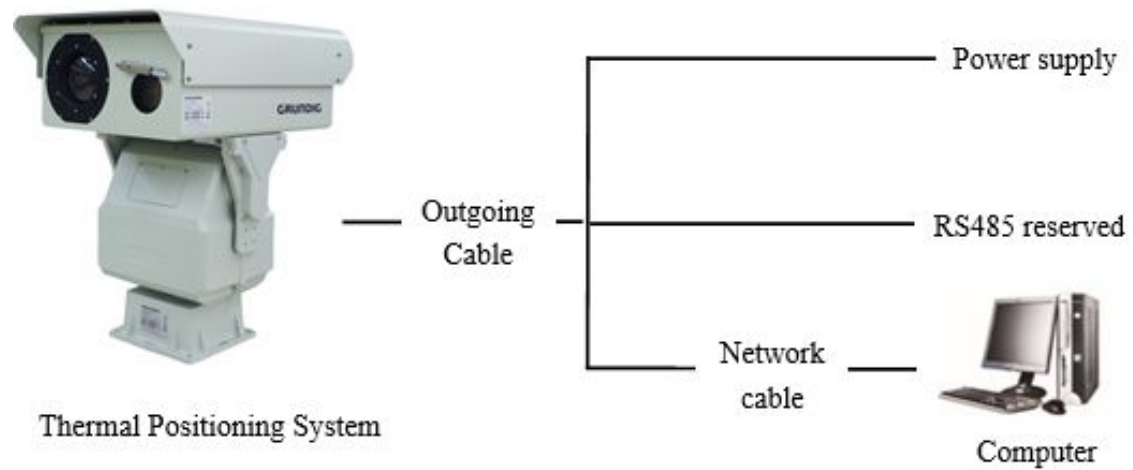 GRUNDIG
Power supply
Outgoing
Cable
RS485 reserved
Network
cable
Thermal Positioning System
Computer